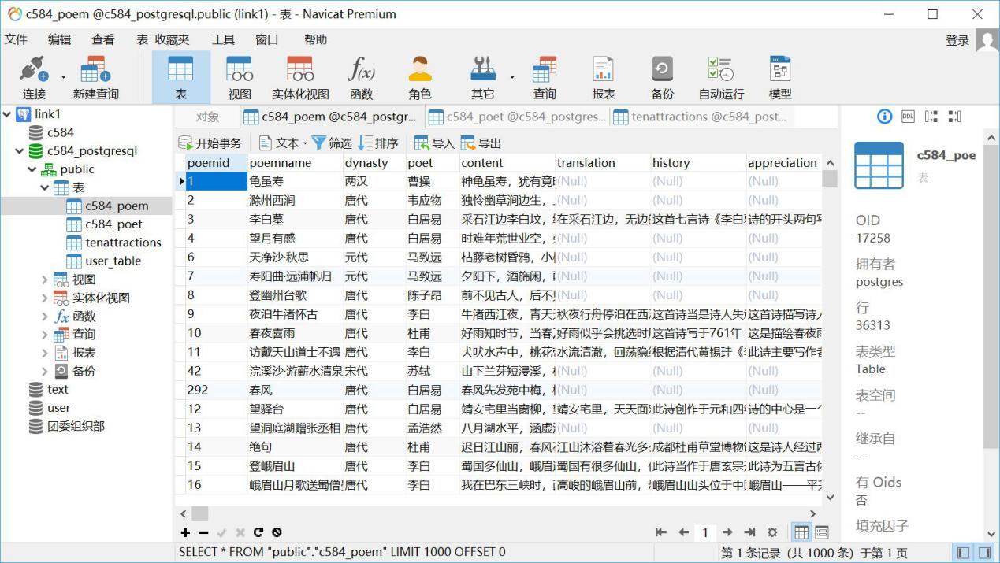 c584_poem @c584_postgresql.public (link1) - 表 - Navicat Premium
文件 编辑 查看 表 收藏夹 工具 窗口 帮助 登录
连接 新建查询 表 视图 实体化视图 函数 角色 其它 查询 报表 备份 自动运行 模型
link1
c584
c584_postgresql
public
表
c584_poem
c584_poet
tenattractions
user_table
视图
实体化视图
函数
查询
报表
备份
text
user
团委组织部
对象 c584_poem @c584_postgr... c584_poet @c584_postgres... tenattractions @c584_post...
开始事务 文本 筛选 排序 导入 导出
poemid poemname dynasty poet content translation history appreciation
1 龟虽寿 两汉 曹操 神龟虽寿，犹有竟 (Null) (Null) (Null)
2 滁州西涧 唐代 韦应物 独怜幽草涧边生， (Null) (Null) (Null)
3 李白墓 唐代 白居易 采石江边李白坟， 在采石江边，无边 这首七言诗《李白 诗的开头两句写
4 望月有感 唐代 白居易 时难年荒世业空， (Null) (Null) (Null)
6 天净沙·秋思 元代 马致远 枯藤老树昏鸦，小 (Null) (Null) (Null)
7 寿阳曲·远浦帆归 元代 马致远 夕阳下，酒旆闲， (Null) (Null) (Null)
8 登幽州台歌 唐代 陈子昂 前不见古人，后不 (Null) (Null) (Null)
9 夜泊牛渚怀古 唐代 李白 牛渚西江夜，青天 秋夜行舟停泊在西 这首诗当是诗人失 这首诗描写诗人
10 春夜喜雨 唐代 杜甫 好雨知时节，当春 好雨似乎会挑选时 这首诗写于761年 这是描绘春夜雨
11 访戴天山道士不遇 唐代 李白 犬吠水声中，桃花 水流清澈，回荡隐 根据清代黄锡珪《 此诗主要写作者
42 浣溪沙·游蕲水清泉 宋代 苏轼 山下兰芽短浸溪， (Null) (Null) (Null)
292 春风 唐代 白居易 春风先发苑中梅， (Null) (Null) (Null)
12 望驿台 唐代 白居易 靖安宅里当窗柳， 靖安宅里，天天面 此诗创作于元和四 诗的中心是一个
13 望洞庭湖赠张丞相 唐代 孟浩然 八月湖水平，涵虚 (Null) (Null) (Null)
14 绝句 唐代 杜甫 迟日江山丽，春风 江山沐浴着春光多 成都杜甫草堂博物 这是诗人经过两
15 登峨眉山 唐代 李白 蜀国多仙山，峨 蜀国有很多仙山， 此诗当作于唐玄宗 此诗为五言古体
16 峨眉山月歌送蜀僧 唐代 李白 我在巴东三峡时， 高峻的峨眉山前， 峨眉山山头位于中 峨眉山——平羌
1
SELECT * FROM "public"."c584_poem" LIMIT 1000 OFFSET 0
第 1 条记录（共 1000 条）于第 1 页
DDL
c584_poe
表
OID
17258
拥有者
postgres
行
36313
表类型
Table
表空间
--
继承自
--
有 Oids
否
填充因子